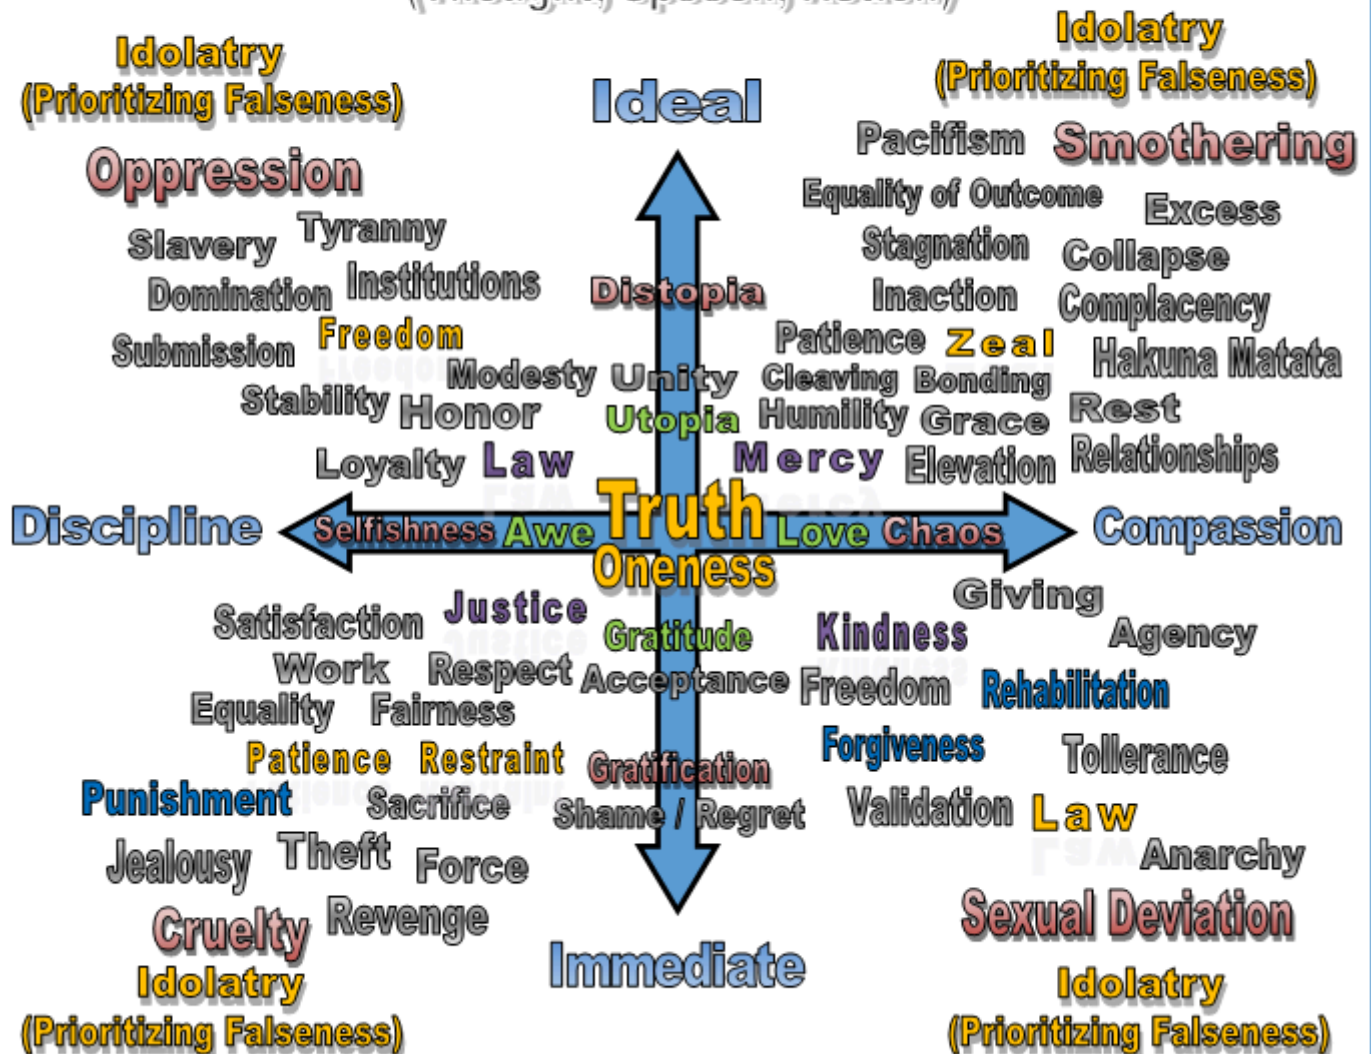 (Thought, Speech, Action)
Idolatry
(Prioritizing Falseness)
Idolatry
(Prioritizing Falseness)
Ideal
Oppression
Pacifism Smothering
Equality of Outcome
Excess
Slavery Tyranny
Stagnation Collapse
Domination Institutions
Distopia
Inaction Complacency
Submission Freedom
Patience Zeal Hakuna Matata
Modesty Unity Cleaving Bonding
Stability Honor
Utopia Humility Grace Rest
Loyalty Law
Mercy Elevation Relationships
Discipline Selfishness Awe Truth Love Chaos Compassion
Oneness
Satisfaction Justice
Gratitude
Kindness Giving
Agency
Work Respect Acceptance Freedom Rehabilitation
Equality Fairness
Patience Restraint Gratification
Forgiveness Tollerance
Punishment Sacrifice Shame / Regret Validation Law
Jealousy Theft Force
Anarchy
Cruelty Revenge
Sexual Deviation
Immediate
Idolatry
(Prioritizing Falseness)
Idolatry
(Prioritizing Falseness)